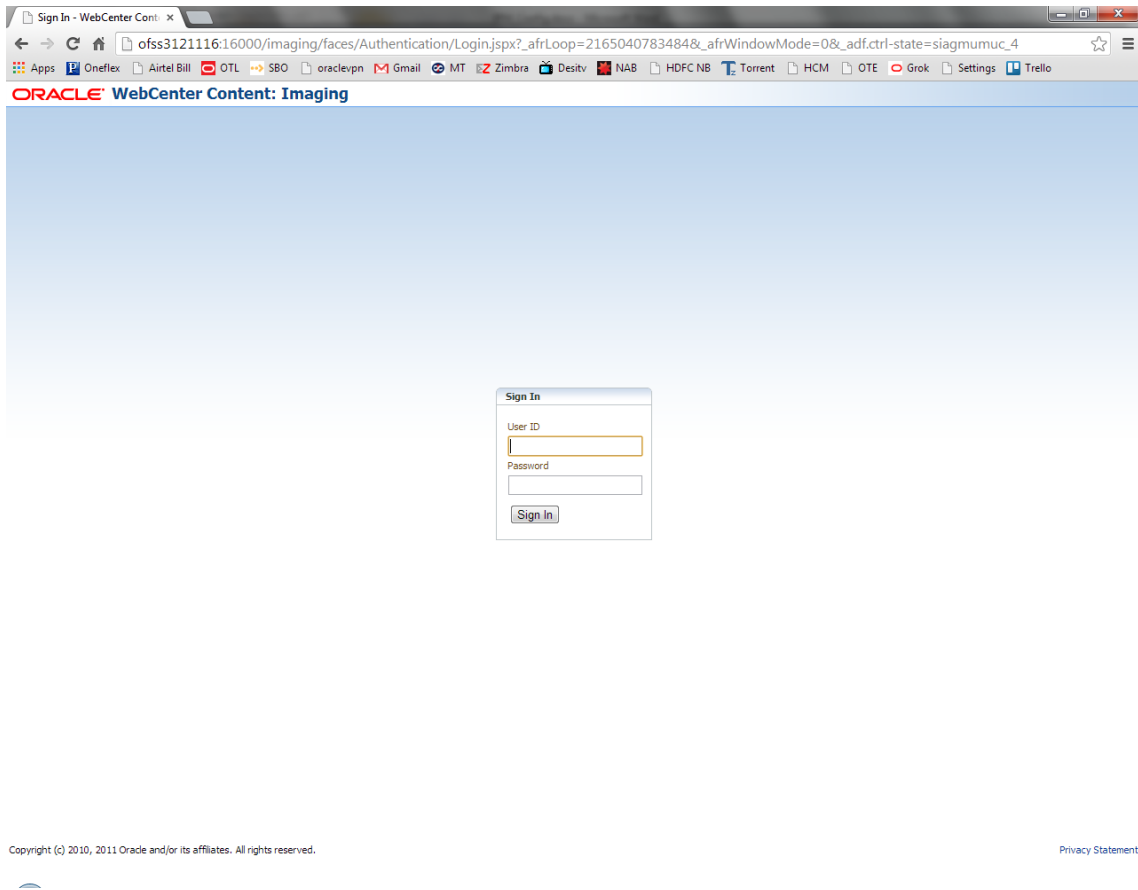 Sign In - WebCenter Cont
ofss3121116:16000/imaging/faces/Authentication/Login.jspx?_afrLoop=2165040783484&_afrWindowMode=0&_adf.ctrl-state=siagmumuc_4
Apps Oneflex Airtel Bill OTL SBO oraclevpn Gmail MT Zimbra Desitv NAB HDFC NB Torrent HCM OTE Grok Settings Trello
ORACLE WebCenter Content: Imaging
Sign In
User ID
Password
Sign In
Copyright (c) 2010, 2011 Oracle and/or its affiliates. All rights reserved.
Privacy Statement